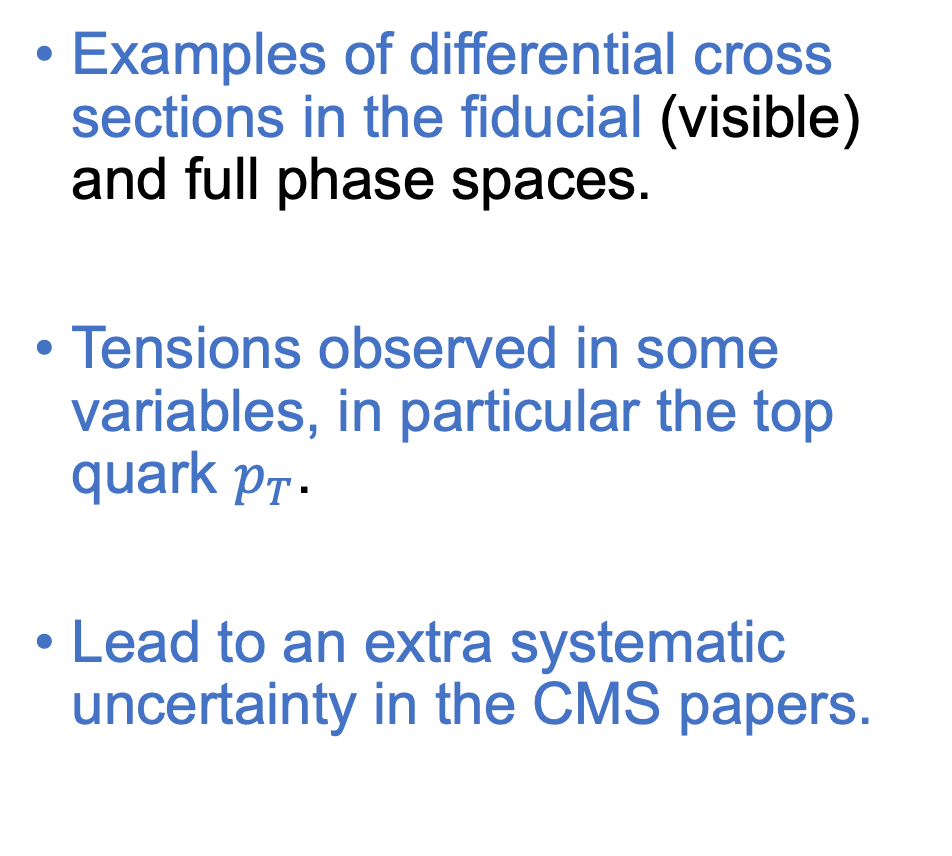 • Examples of differential cross
sections in the fiducial (visible)
and full phase spaces.
• Tensions observed in some
variables, in particular the top
quark p_T.
• Lead to an extra systematic
uncertainty in the CMS papers.